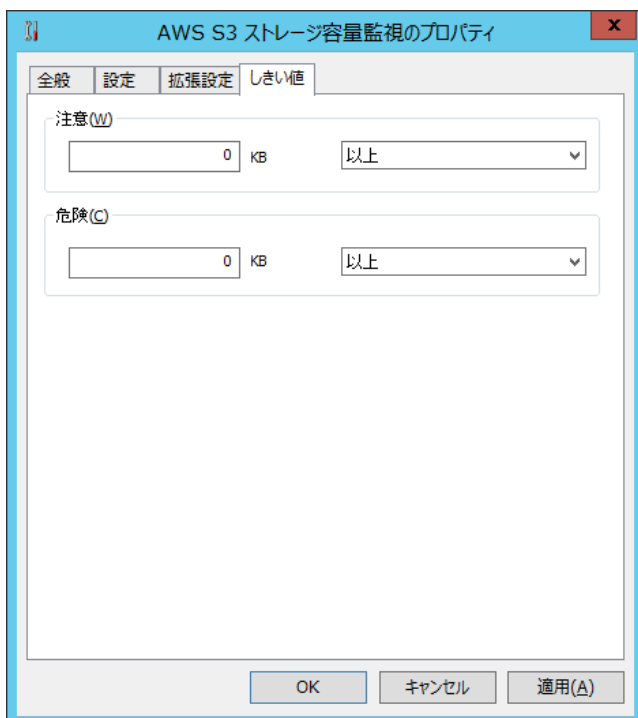 AWS S3 ストレージ容量監視のプロパティ
x
全般 設定 拡張設定 しきい値
注意(W)
0 KB 以上
危険(C)
0 KB 以上
OK キャンセル 適用(A)